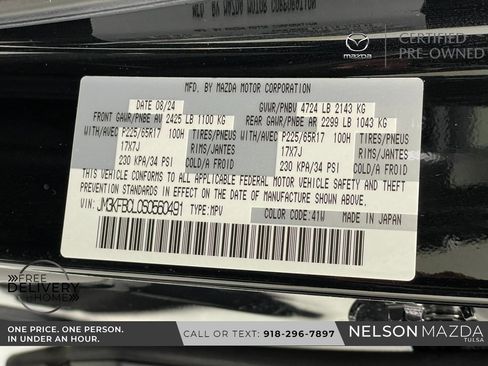 CERTIFIED
PRE-OWNED
mazda
MFD. BY MAZDA MOTOR CORPORATION
DATE 08/24
GVWR/PNBV 4724 LB 2143 KG
FRONT GAWR/PNBE AV 2425 LB 1100 KG
REAR GAWR/PNBE AR 2299 LB 1043 KG
WITH/AVEC P225/65R17 100H TIRES/PNEUS
WITH/AVEC P225/65R17 100H TIRES/PNEUS
17X7J RIMS/JANTES
17X7J RIMS/JANTES
230 KPA/34 PSI COLD/A FROID
230 KPA/34 PSI COLD/A FROID
THIS VEHICLE CONFORMS TO ALL APPLICABLE FEDERAL MOTOR VEHICLE SAFETY AND
THEFT PREVENTION STANDARDS IN EFFECT ON THE DATE OF MANUFACTURE SHOWN ABOVE.
VIN: JM3KFBCL0S0560491 TYPE: MPV
COLOR CODE:41W MADE IN JAPAN
FREE
DELIVERY
HOME
ONE PRICE. ONE PERSON.
IN UNDER AN HOUR.
CALL OR TEXT: 918-296-7897
NELSON MAZDA
TULSA